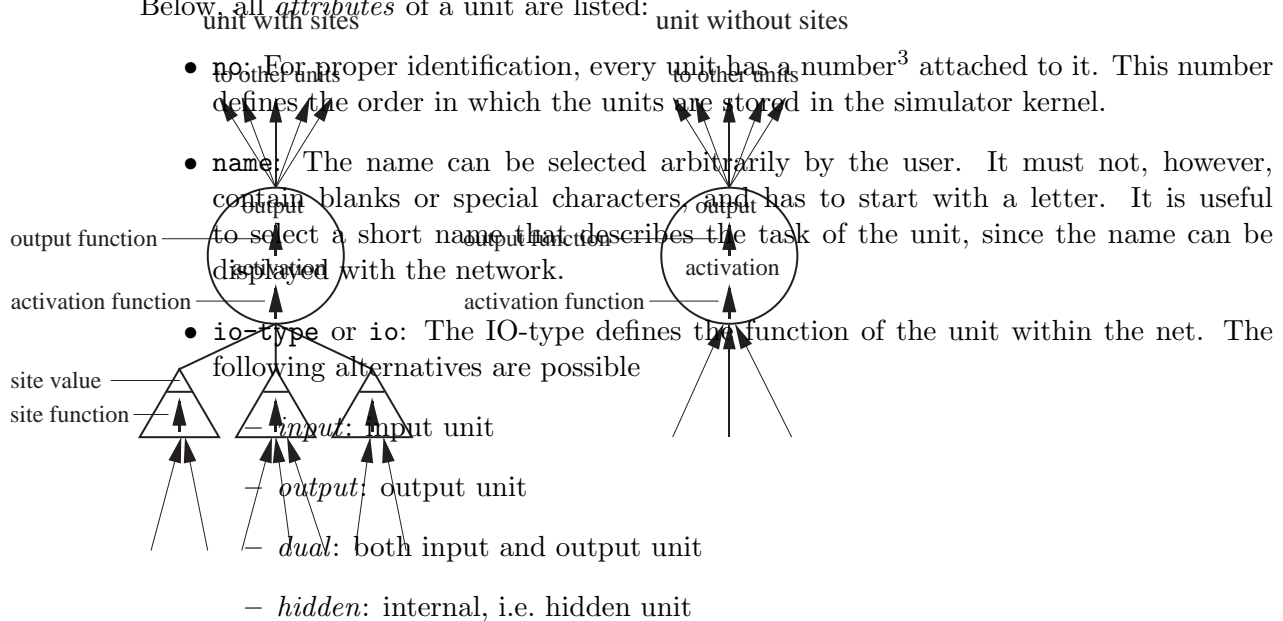 Below, all attributes of a unit are listed:
unit with sites
unit without sites
• no: For proper identification, every unit has a number3 attached to it. This number
defines the order in which the units are stored in the simulator kernel.
to other units
to other units
• name: The name can be selected arbitrarily by the user. It must not, however,
contain blanks or special characters, and has to start with a letter. It is useful
to select a short name that describes the task of the unit, since the name can be
displayed with the network.
output
output
output function
output function
activation
activation
activation function
activation function
• io-type or io: The IO-type defines the function of the unit within the net. The
following alternatives are possible
site value
site function
– input: input unit
– output: output unit
– dual: both input and output unit
– hidden: internal, i.e. hidden unit